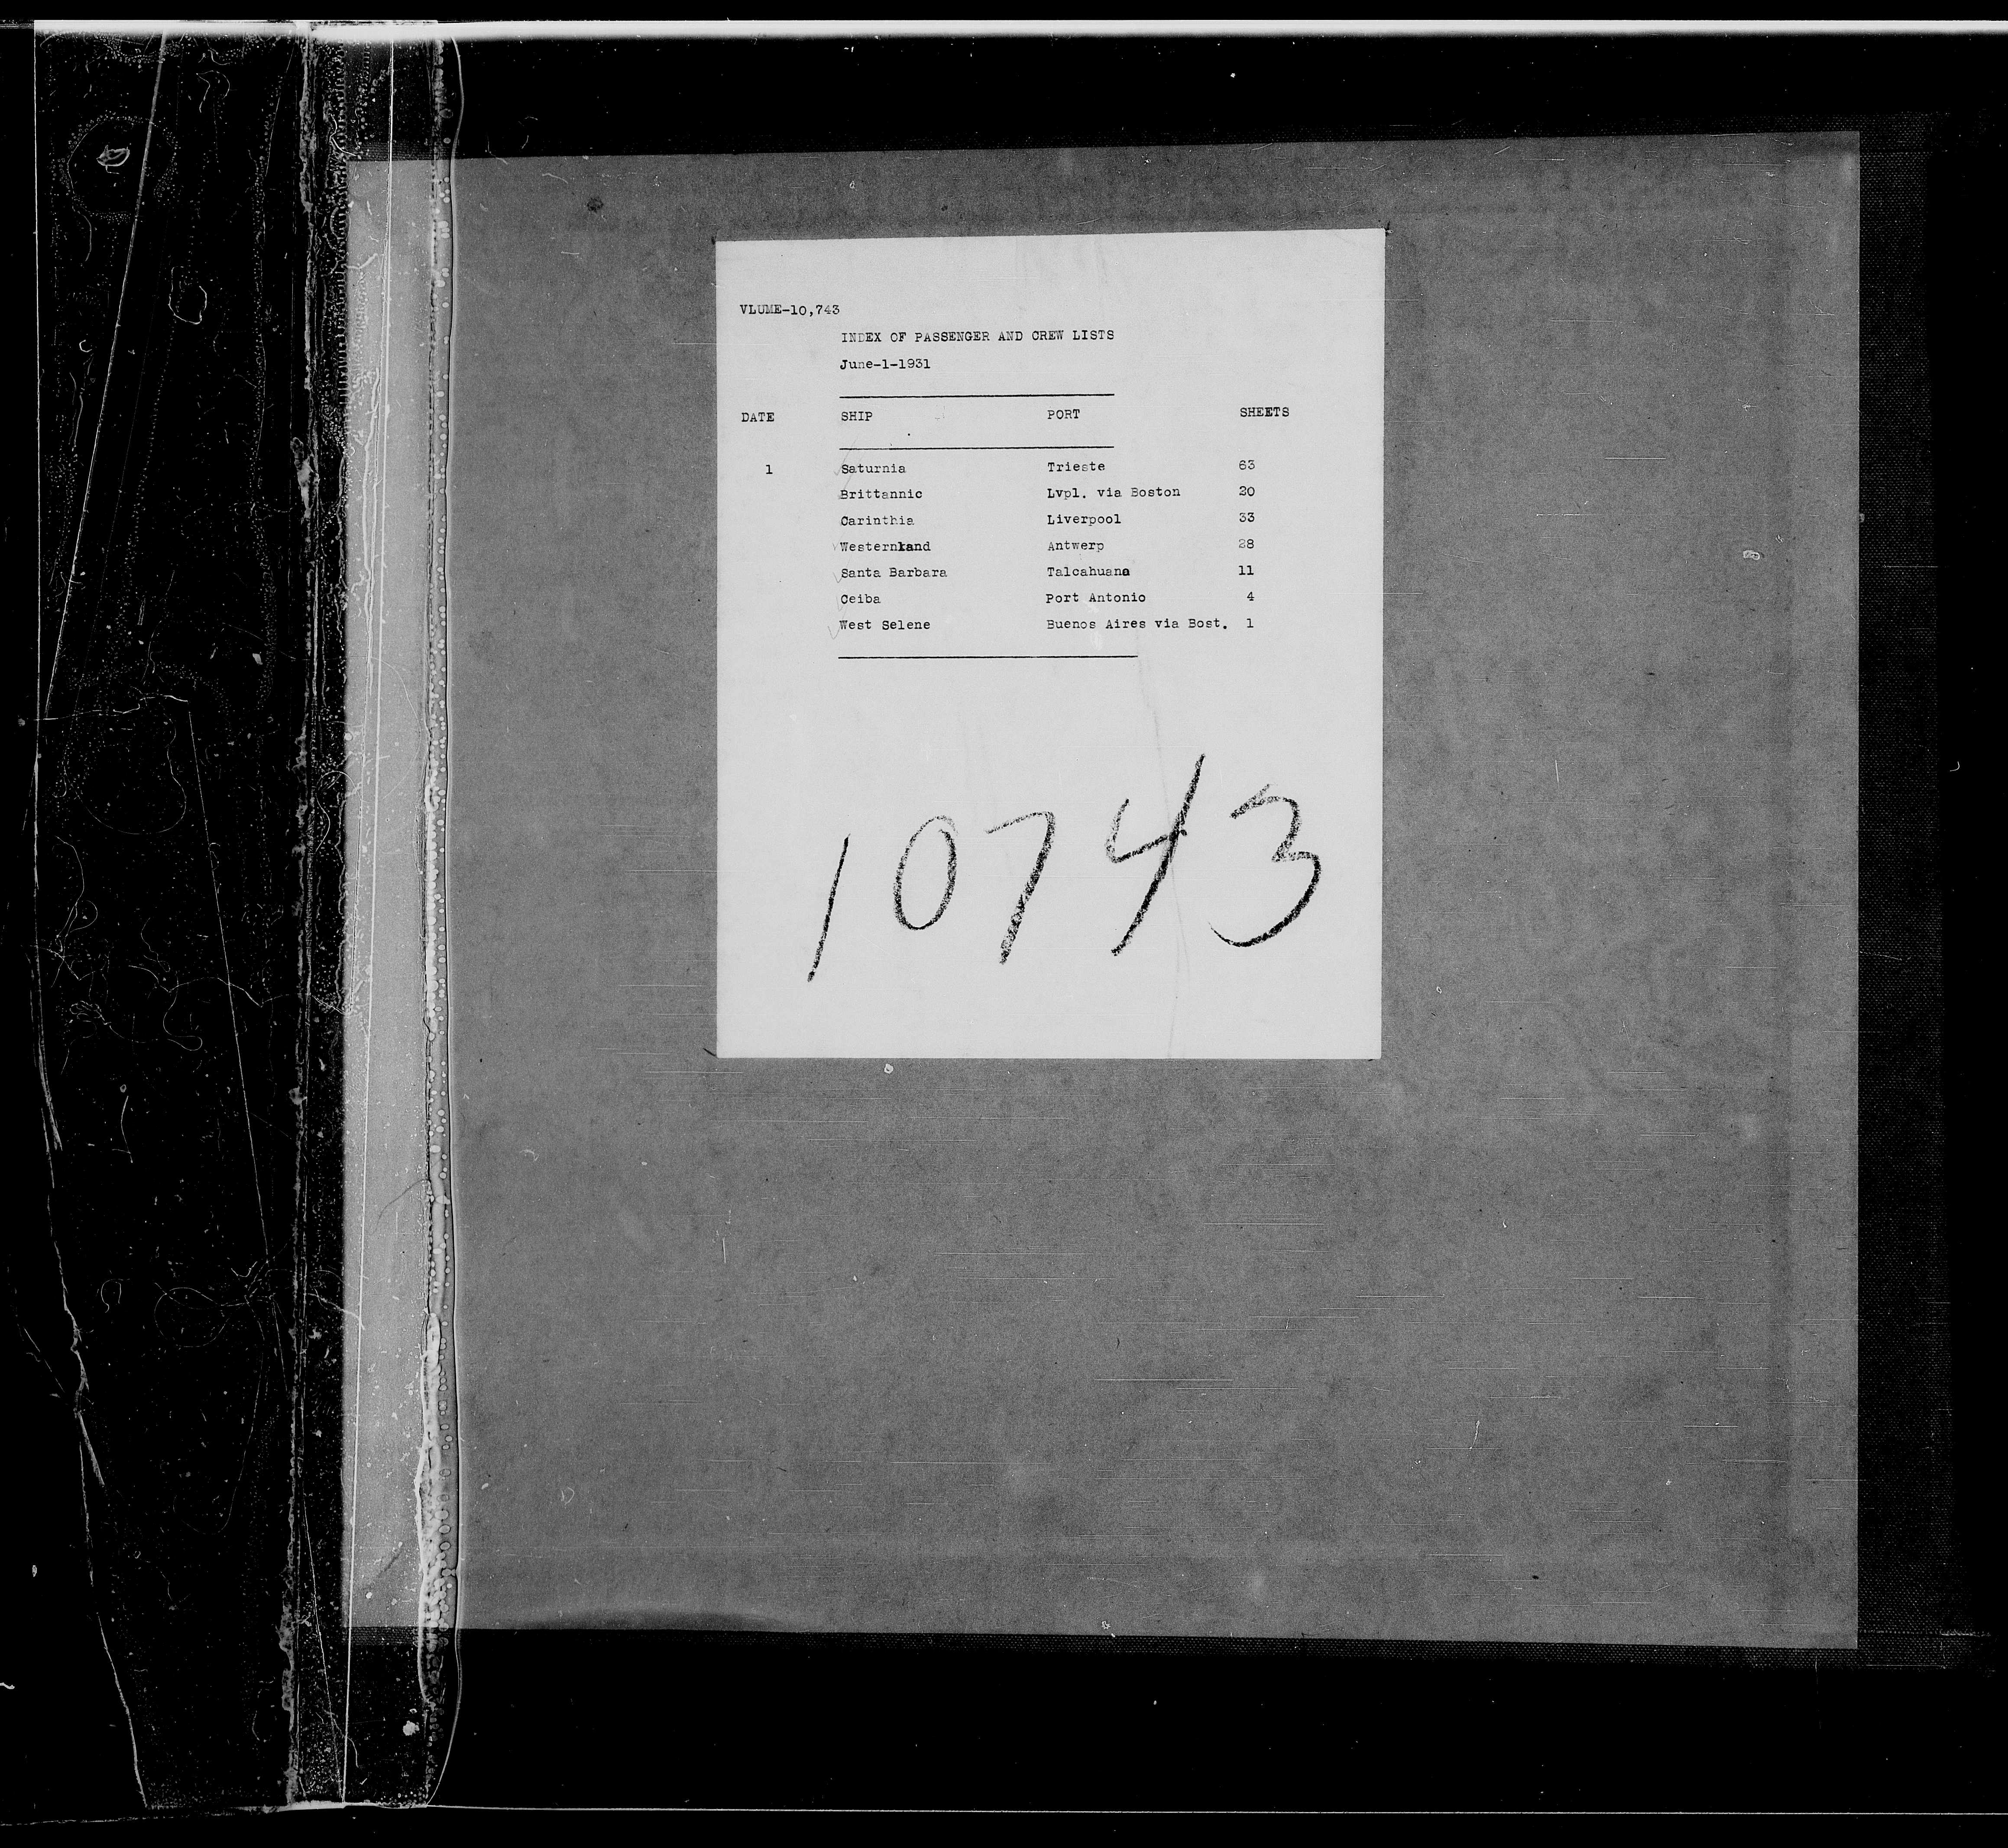 VLUME-10,743
INDEX OF PASSENGER AND CREW LISTS
June-1-1931
DATE SHIP PORT SHEETS
1 Saturnia Trieste 63
Brittannic Lvpl. via Boston 20
Carinthia Liverpool 33
Westernland Antwerp 28
Santa Barbara Talcahuana 11
Ceiba Port Antonio 4
West Selene Buenos Aires via Bost. 1
10743